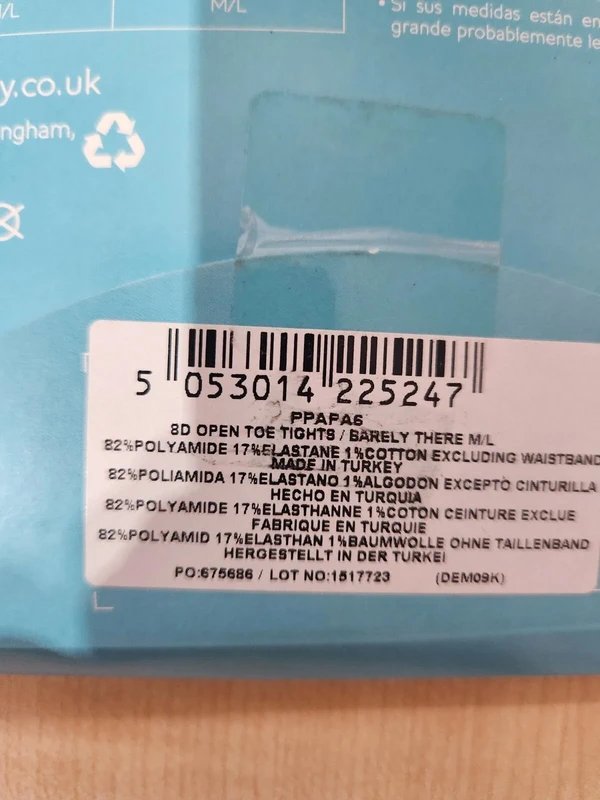 M/L
• Si sus medidas están en
grande probablemente le
y.co.uk
ngham,
5 053014 225247
PPAPA6
8D OPEN TOE TIGHTS / BARELY THERE M/L
82%POLYAMIDE 17%ELASTANE 1%COTTON EXCLUDING WAISTBAND
MADE IN TURKEY
82%POLIAMIDA 17%ELASTANO 1%ALGODON EXCEPTO CINTURILLA
HECHO EN TURQUIA
82%POLYAMIDE 17%ELASTHANNE 1%COTON CEINTURE EXCLUE
FABRIQUE EN TURQUIE
82%POLYAMID 17%ELASTHAN 1%BAUMWOLLE OHNE TAILLENBAND
HERGESTELLT IN DER TURKEI
PO:675686 / LOT NO:1517723 (DEM09K)